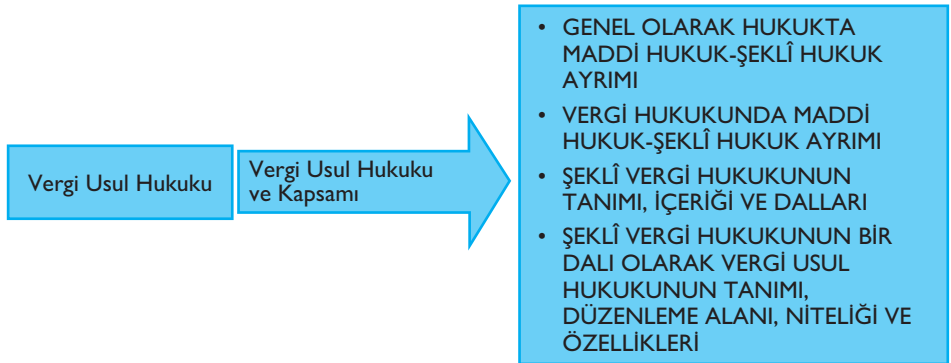 Vergi Usul Hukuku
Vergi Usul Hukuku
ve Kapsamı
• GENEL OLARAK HUKUKTA
MADDİ HUKUK-ŞEKLÎ HUKUK
AYRIMI
• VERGİ HUKUKUNDA MADDİ
HUKUK-ŞEKLÎ HUKUK AYRIMI
• ŞEKLÎ VERGİ HUKUKUNUN
TANIMI, İÇERİĞİ VE DALLARI
• ŞEKLÎ VERGİ HUKUKUNUN BİR
DALI OLARAK VERGİ USUL
HUKUKUNUN TANIMI,
DÜZENLEME ALANI, NİTELİĞİ VE
ÖZELLİKLERİ